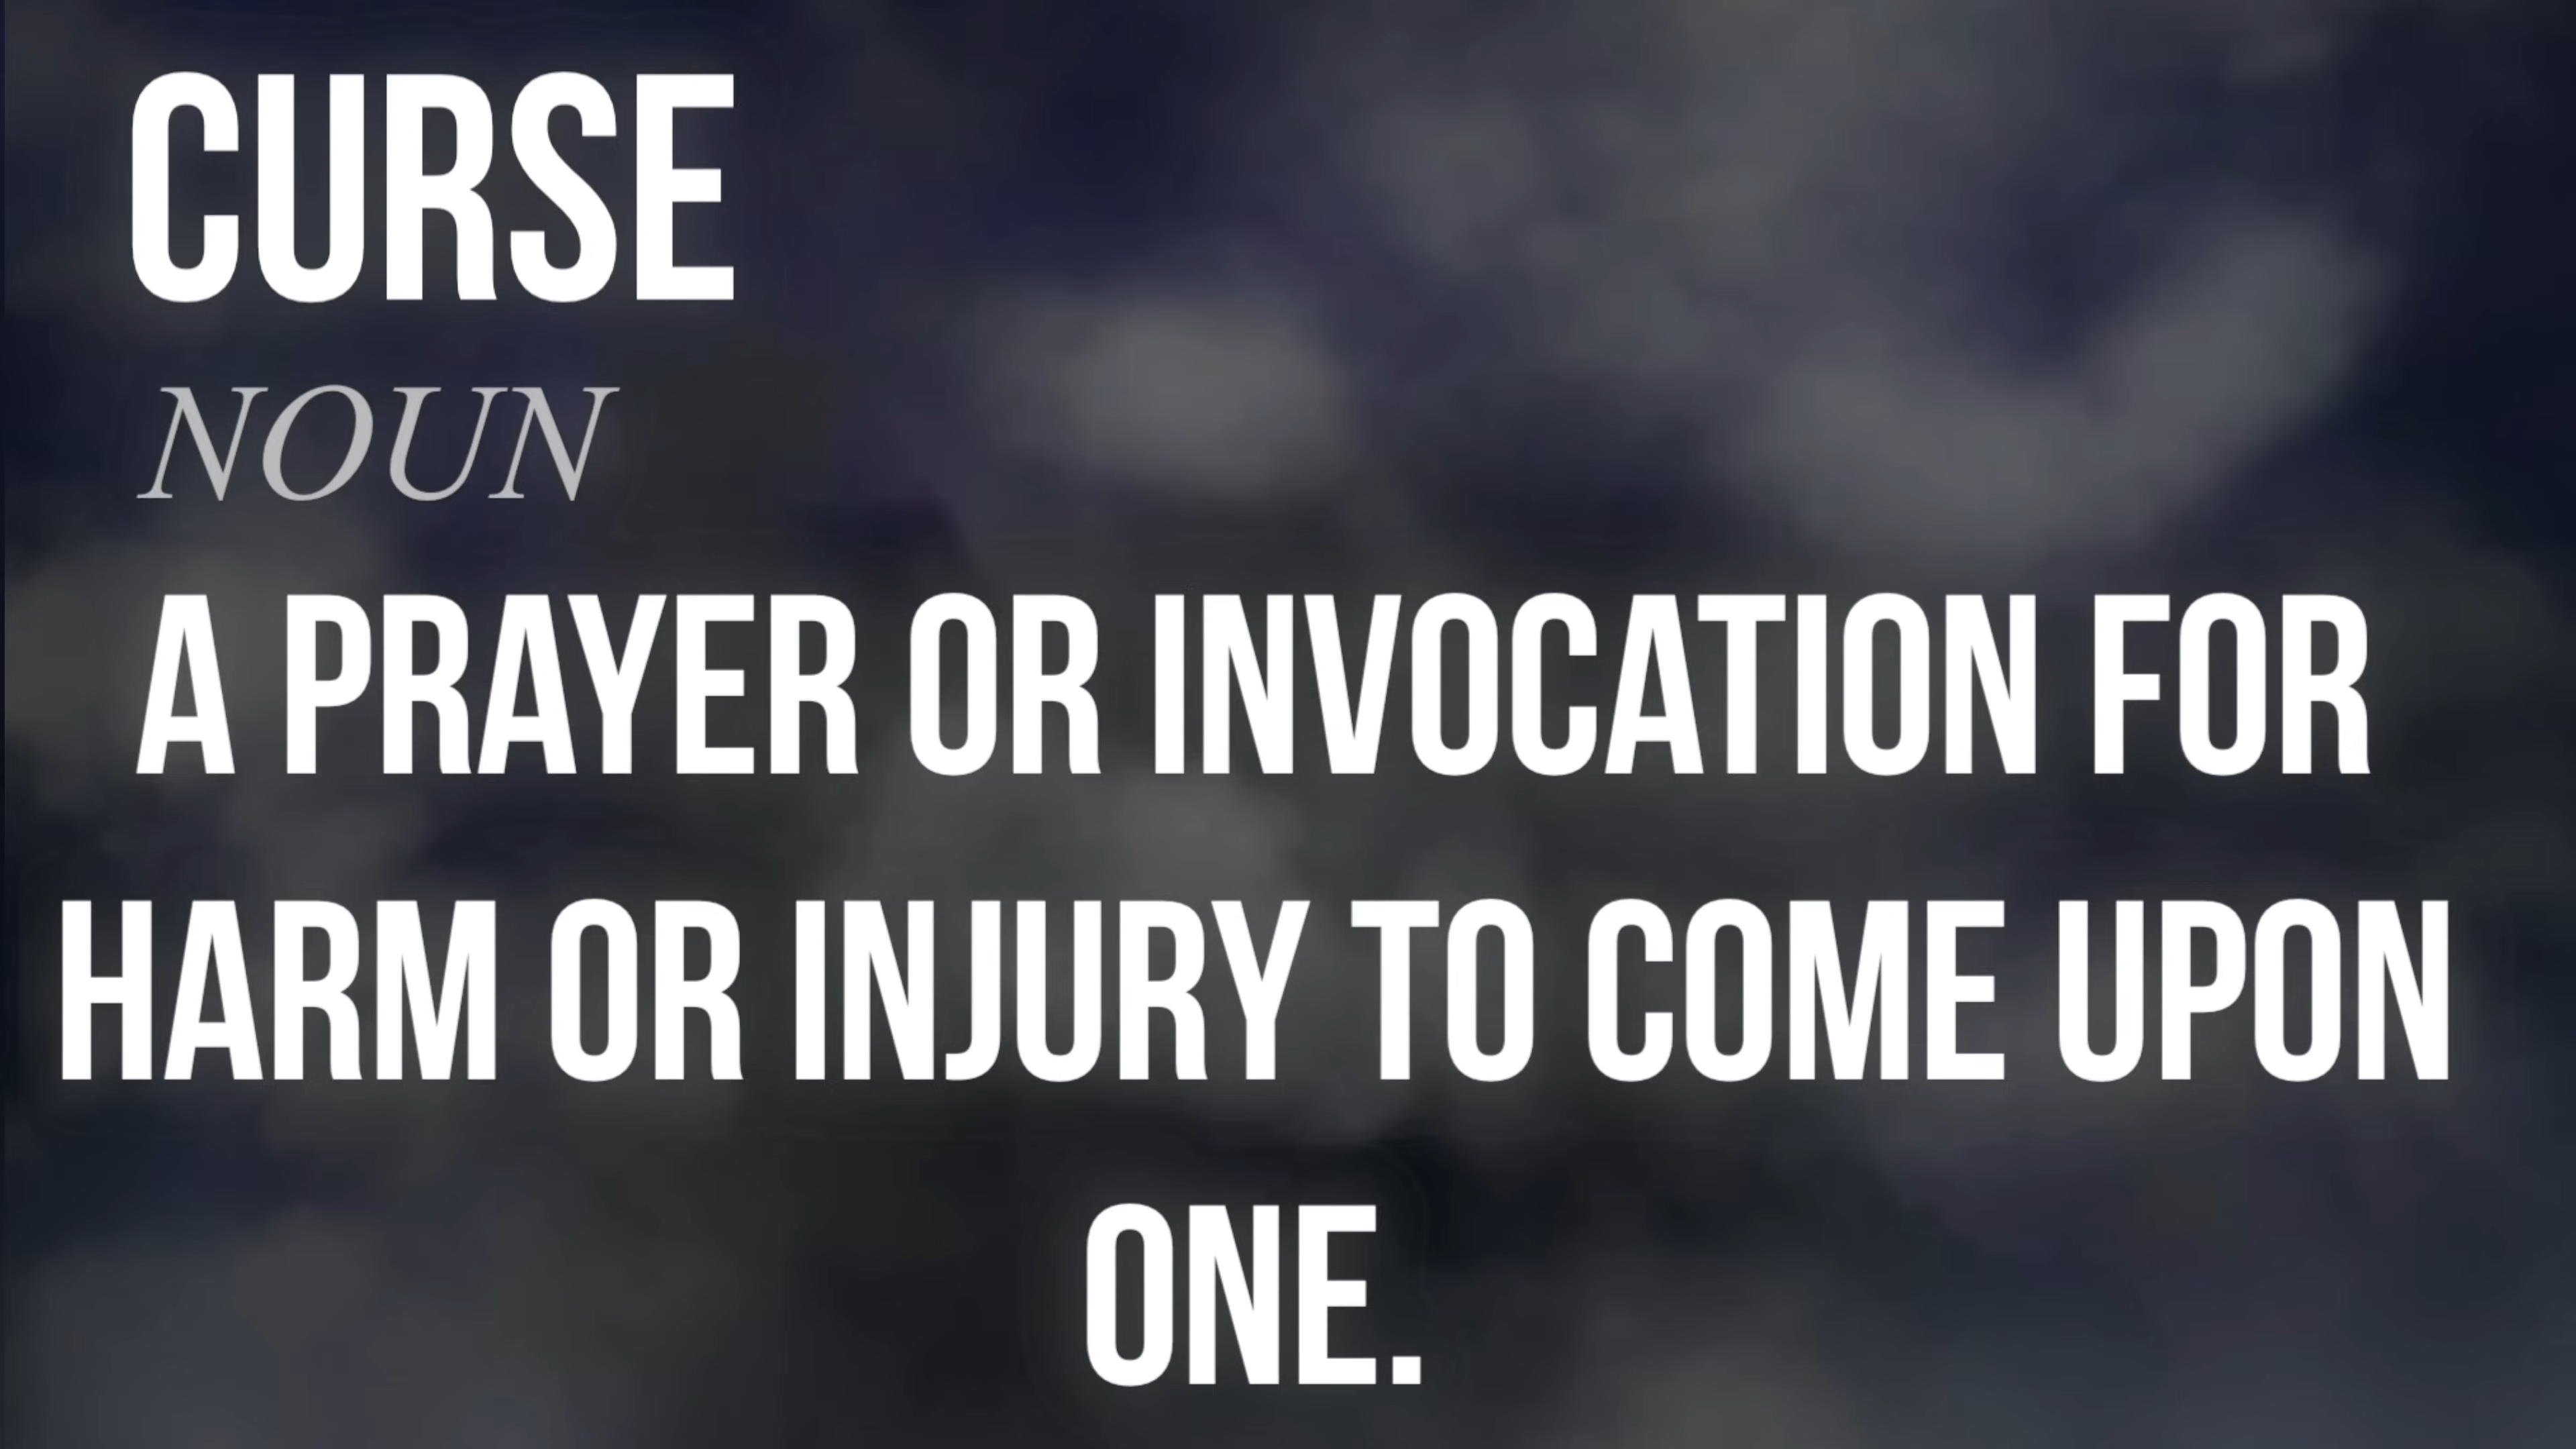 CURSE
NOUN
A PRAYER OR INVOCATION FOR
HARM OR INJURY TO COME UPON
ONE.